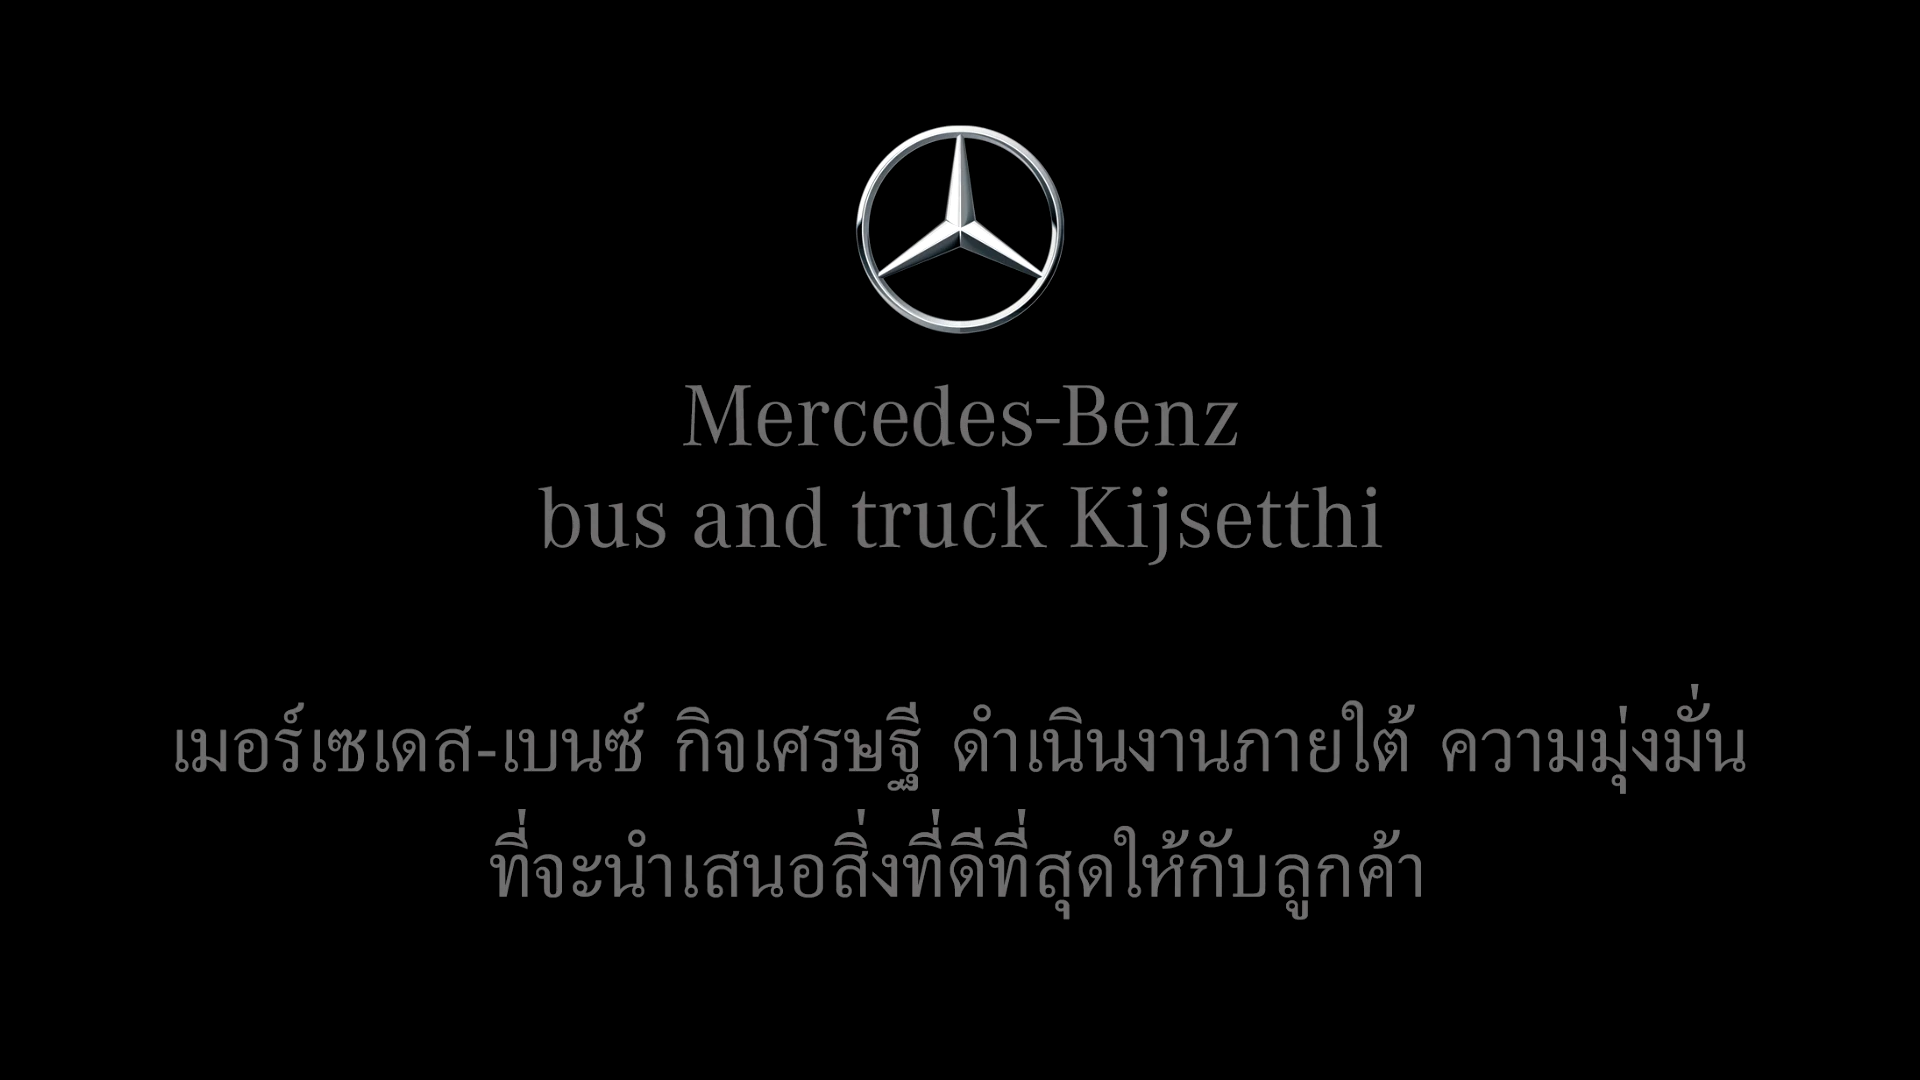 Mercedes-Benz
bus and truck Kijsetthi
เมอร์เซเดส-เบนซ์ กิจเศรษฐี ดำเนินงานภายใต้ ความมุ่งมั่น
ที่จะนำเสนอสิ่งที่ดีที่สุดให้กับลูกค้า